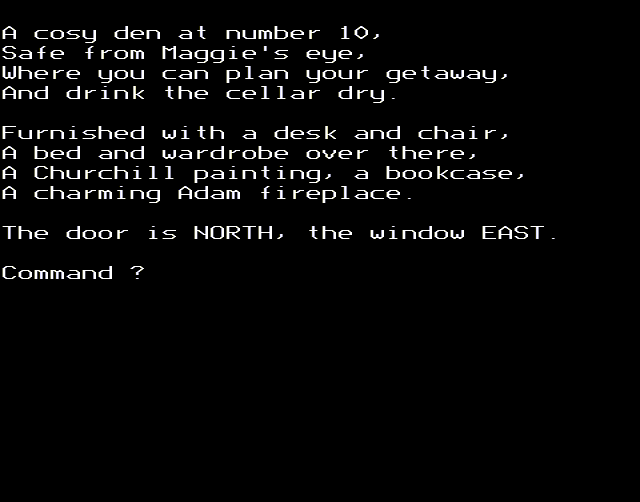 A cosy den at number 10,
Safe from Maggie's eye,
Where you can plan your getaway,
And drink the cellar dry.
Furnished with a desk and chair,
A bed and wardrobe over there,
A Churchill painting, a bookcase,
A charming Adam fireplace.
The door is NORTH, the window EAST.
Command ?